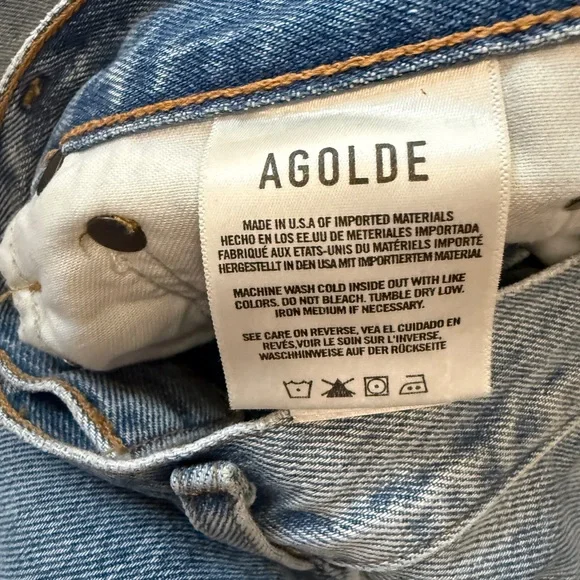 AGOLDE
MADE IN U.S.A OF IMPORTED MATERIALS
HECHO EN LOS EE.UU DE METERIALES IMPORTADA
FABRIQUÉ AUX ETATS-UNIS DU MATÉRIELS IMPORTÉ
HERGESTELLT IN DEN USA MIT IMPORTIERTEM MATERIAL
MACHINE WASH COLD INSIDE OUT WITH LIKE
COLORS. DO NOT BLEACH. TUMBLE DRY LOW.
IRON MEDIUM IF NECESSARY.
SEE CARE ON REVERSE, VEA EL CUIDADO EN
REVÉS,VOIR LE SOIN SUR L'INVERSE,
WASCHHINWEISE AUF DER RÜCKSEITE